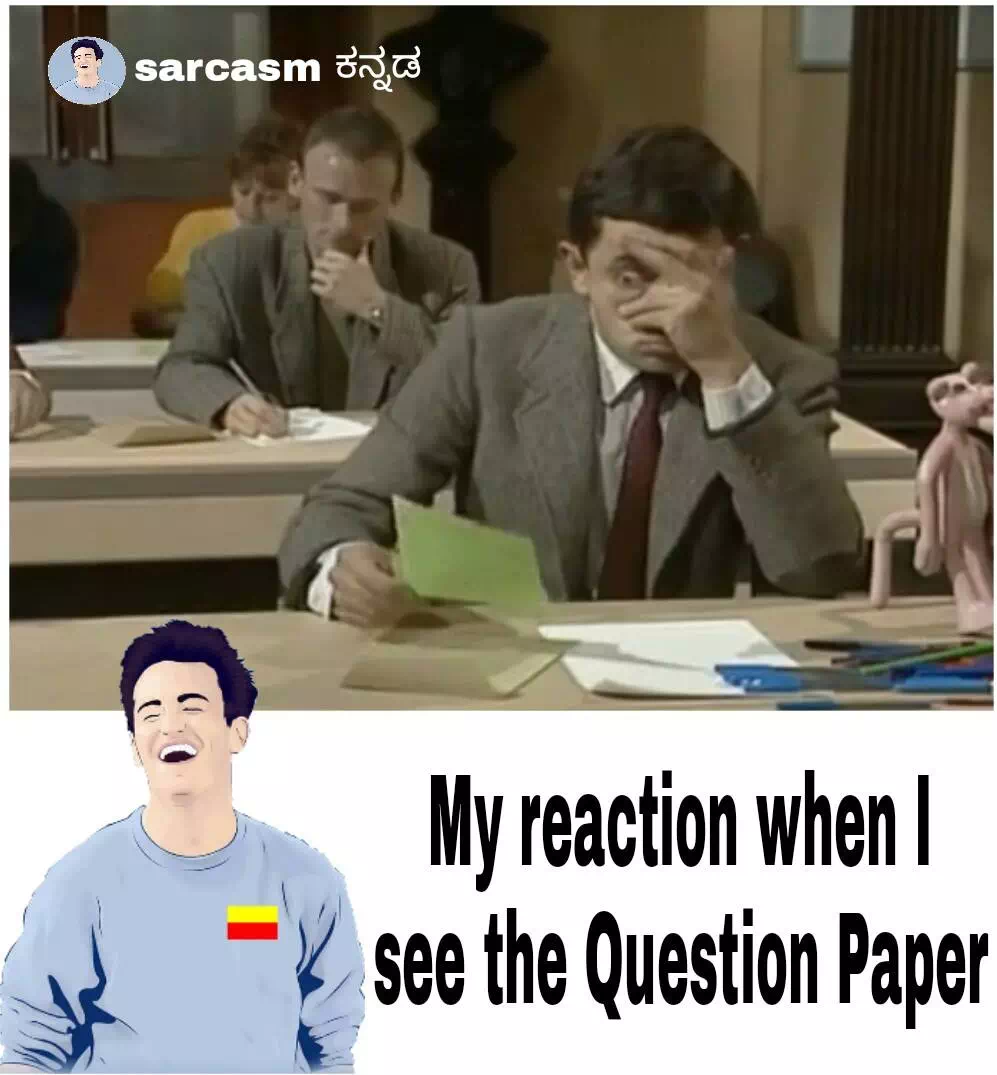 sarcasm ಕನ್ನಡ
My reaction when I
see the Question Paper